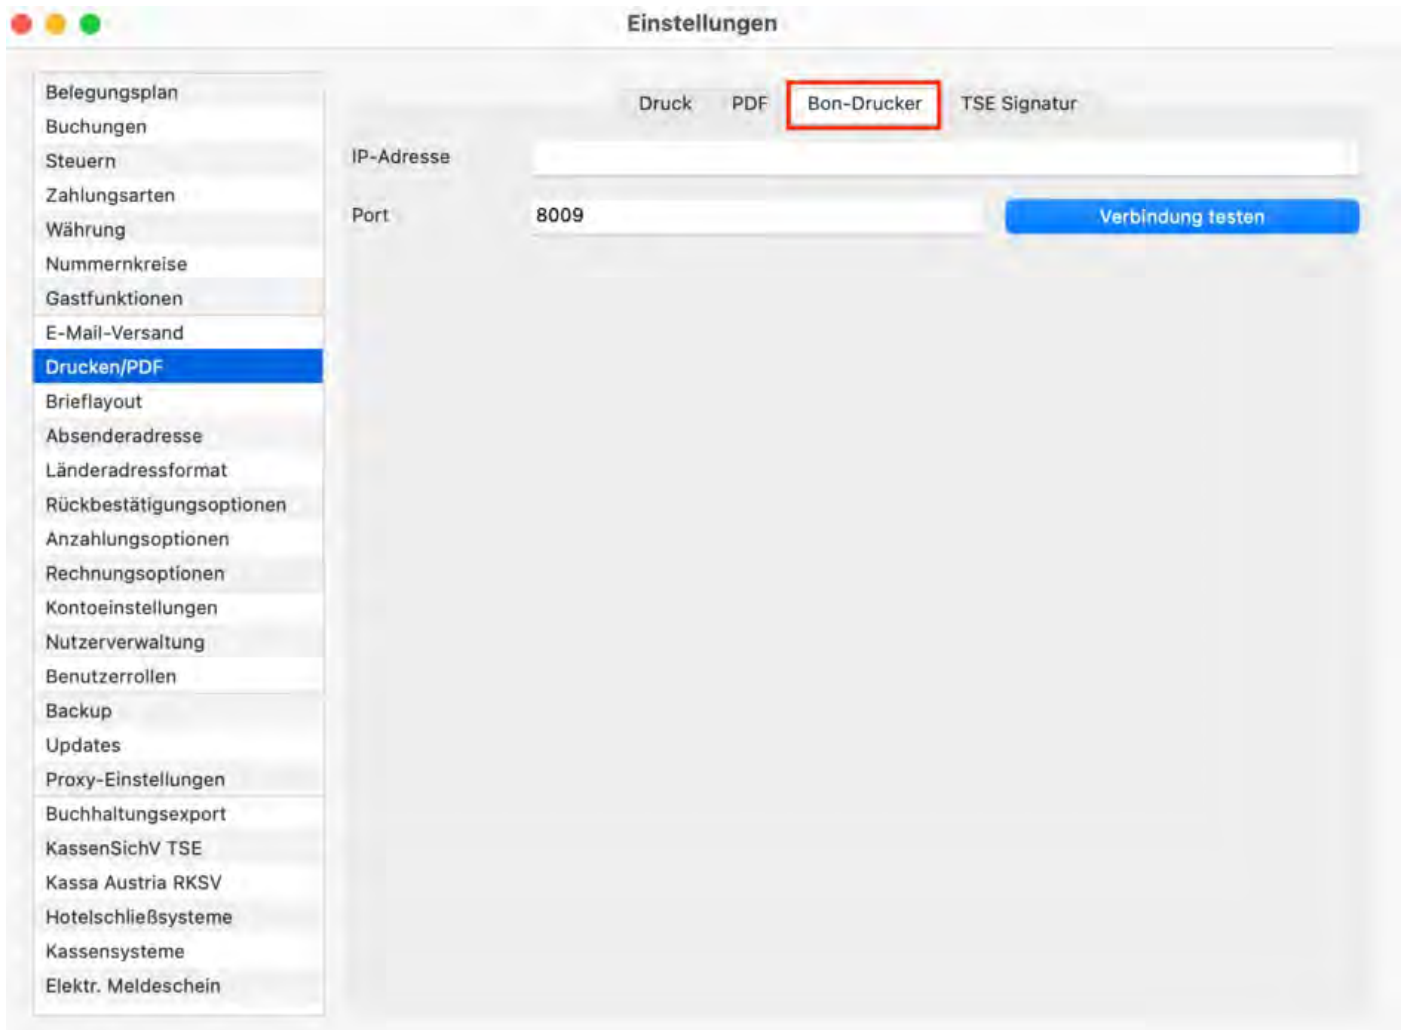 Einstellungen
Belegungsplan
Buchungen
Steuern
Zahlungsarten
Währung
Nummernkreise
Gastfunktionen
E-Mail-Versand
Drucken/PDF
Brieflayout
Absenderadresse
Länderadressformat
Rückbestätigungsoptionen
Anzahlungsoptionen
Rechnungsoptionen
Kontoeinstellungen
Nutzerverwaltung
Benutzerrollen
Backup
Updates
Proxy-Einstellungen
Buchhaltungsexport
KassenSichV TSE
Kassa Austria RKSV
Hotelschließsysteme
Kassensysteme
Elektr. Meldeschein
Druck PDF Bon-Drucker TSE Signatur
IP-Adresse
Port 8009 Verbindung testen